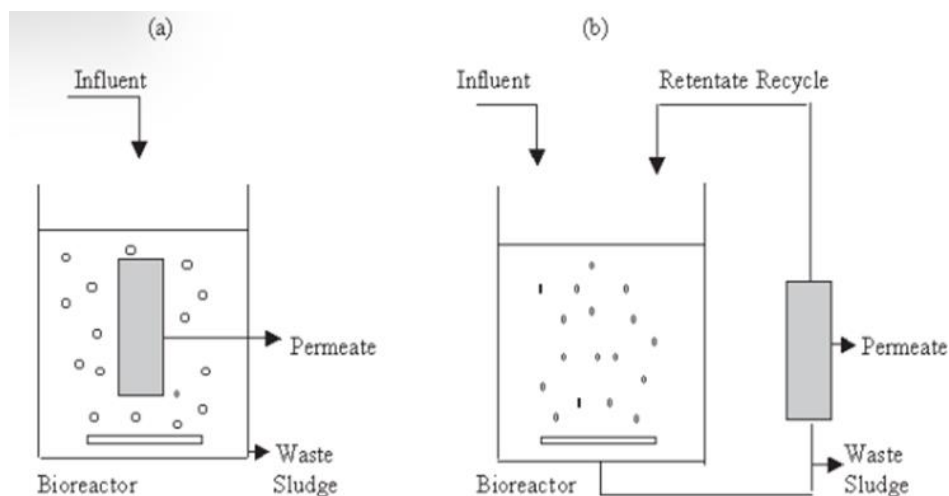 (a)
Influent
Permeate
Waste
Sludge
Bioreactor
(b)
Influent
Retentate Recycle
Permeate
Waste
Sludge
Bioreactor